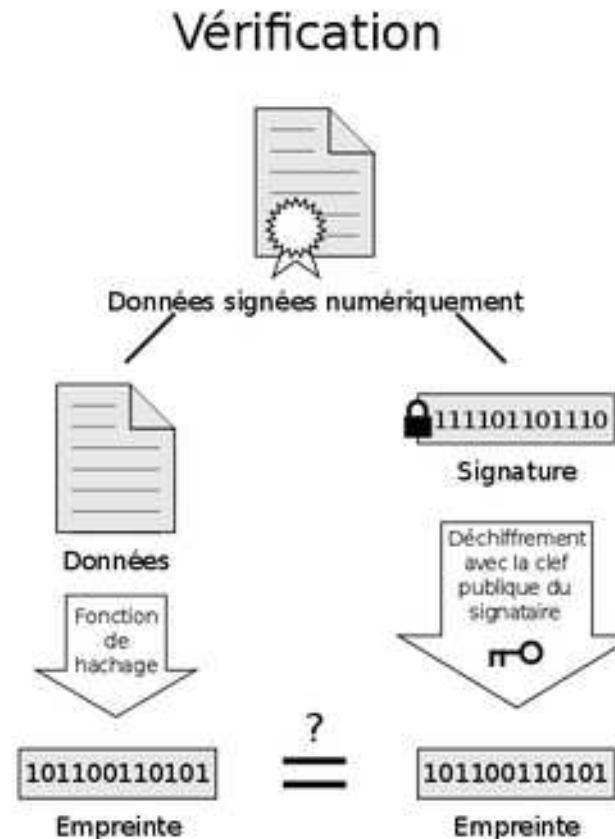 Vérification
Données signées numériquement
111101101110
Signature
Données
Déchiffrement
avec la clef
publique du
signataire
Fonction
de
hachage
?
=
101100110101
101100110101
Empreinte
Empreinte